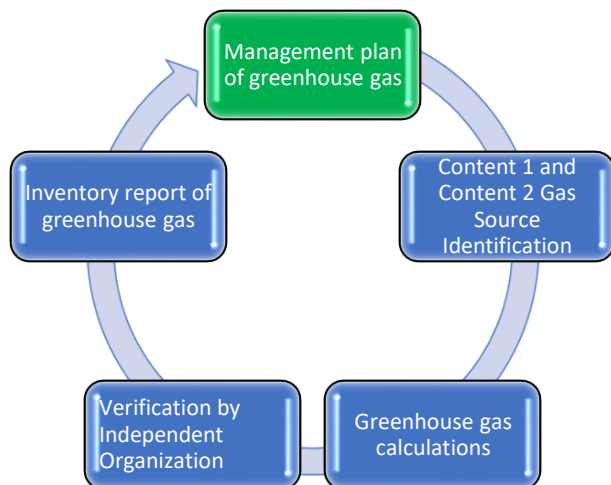 Management plan
of greenhouse gas
Content 1 and
Content 2 Gas
Source
Identification
Greenhouse gas
calculations
Verification by
Independent
Organization
Inventory report of
greenhouse gas